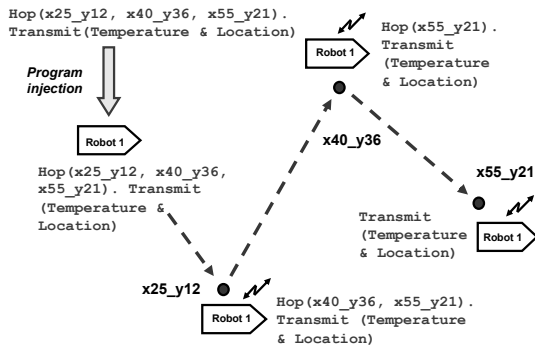 Hop(x25_y12, x40_y36, x55_y21).
Transmit(Temperature & Location)
Program
injection
Robot 1
Hop(x25_y12, x40_y36,
x55_y21). Transmit
(Temperature &
Location)
x25_y12
Robot 1
Hop(x40_y36, x55_y21).
Transmit (Temperature
& Location)
Robot 1
Hop(x55_y21).
Transmit
(Temperature
& Location)
x40_y36
x55_y21
Transmit
(Temperature
& Location)
Robot 1